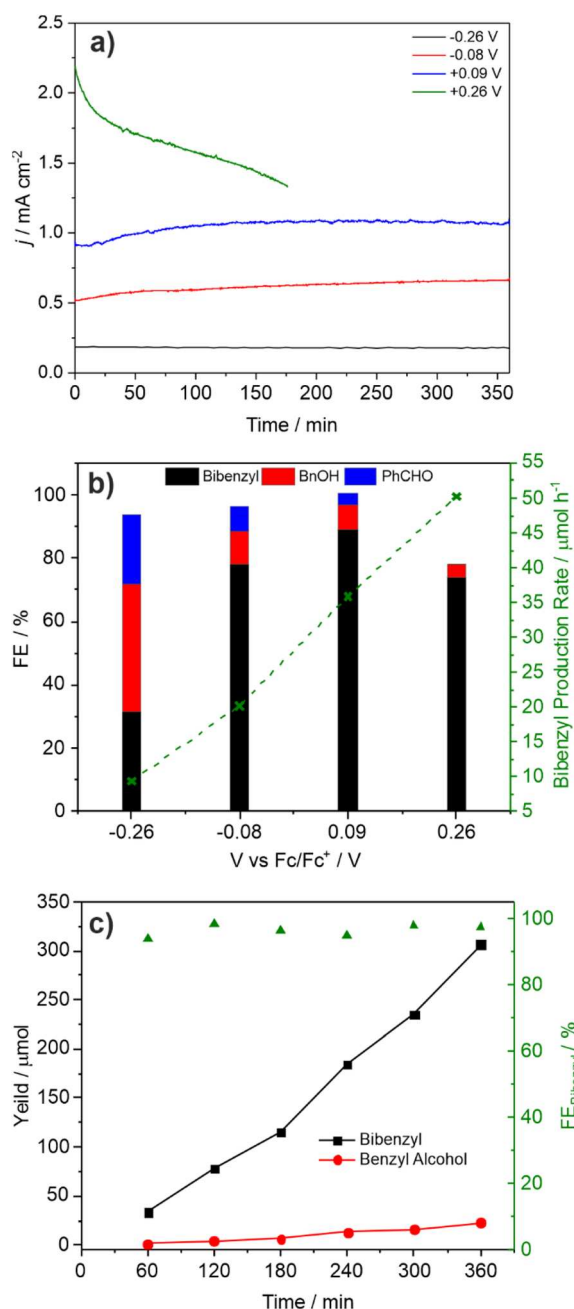 a)
-0.26 V
-0.08 V
+0.09 V
+0.26 V
2.5
2.0
1.5
1.0
0.5
0.0
j / mA cm⁻²
0 50 100 150 200 250 300 350
Time / min
b)
Bibenzyl BnOH PhCHO
100
80
60
40
20
0
FE / %
55
50
45
40
35
30
25
20
15
10
5
Bibenzyl Production Rate / μmol h⁻¹
-0.26 -0.08 0.09 0.26
V vs Fc/Fc⁺ / V
c)
350
300
250
200
150
100
50
0
Yeild / μmol
Bibenzyl
Benzyl Alcohol
100
80
60
40
20
0
FE / %
0 60 120 180 240 300 360
Time / min